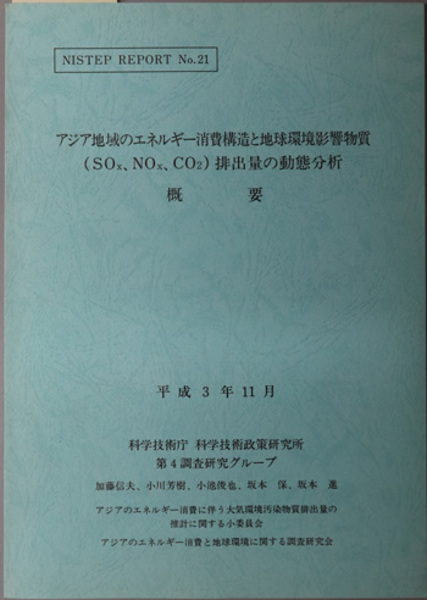 NISTEP REPORT No.21
アジア地域のエネルギー消費構造と地球環境影響物質
(SOx、NOx、CO2) 排出量の動態分析
概 要
平成 3 年 11 月
科学技術庁 科学技術政策研究所
第4調査研究グループ
加藤信夫、小川芳樹、小池俊也、坂本 保、坂本 進
アジアのエネルギー消費に伴う大気環境汚染物質排出量の
推計に関する小委員会
アジアのエネルギー消費と地球環境に関する調査研究会